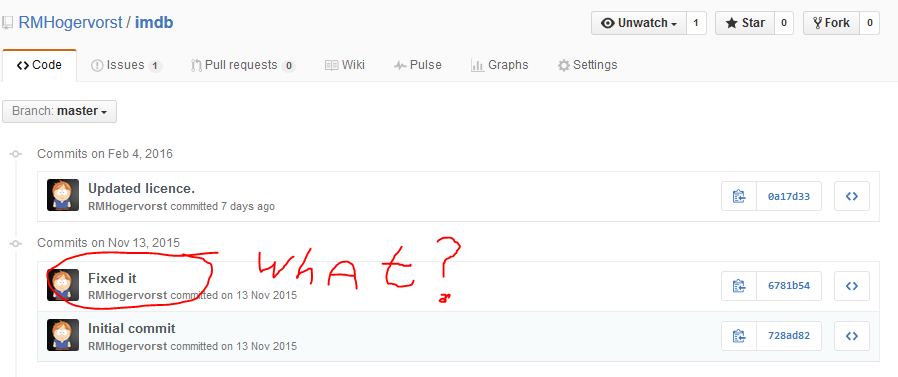 RMHogervorst / imdb
Unwatch 1 Star 0 Fork 0
Code Issues 1 Pull requests 0 Wiki Pulse Graphs Settings
Branch: master
Commits on Feb 4, 2016
Updated licence.
RMHogervorst committed 7 days ago
0a17d33
Commits on Nov 13, 2015
WHAt?
Fixed it
RMHogervorst committed on 13 Nov 2015
6781b54
Initial commit
RMHogervorst committed on 13 Nov 2015
728ad82